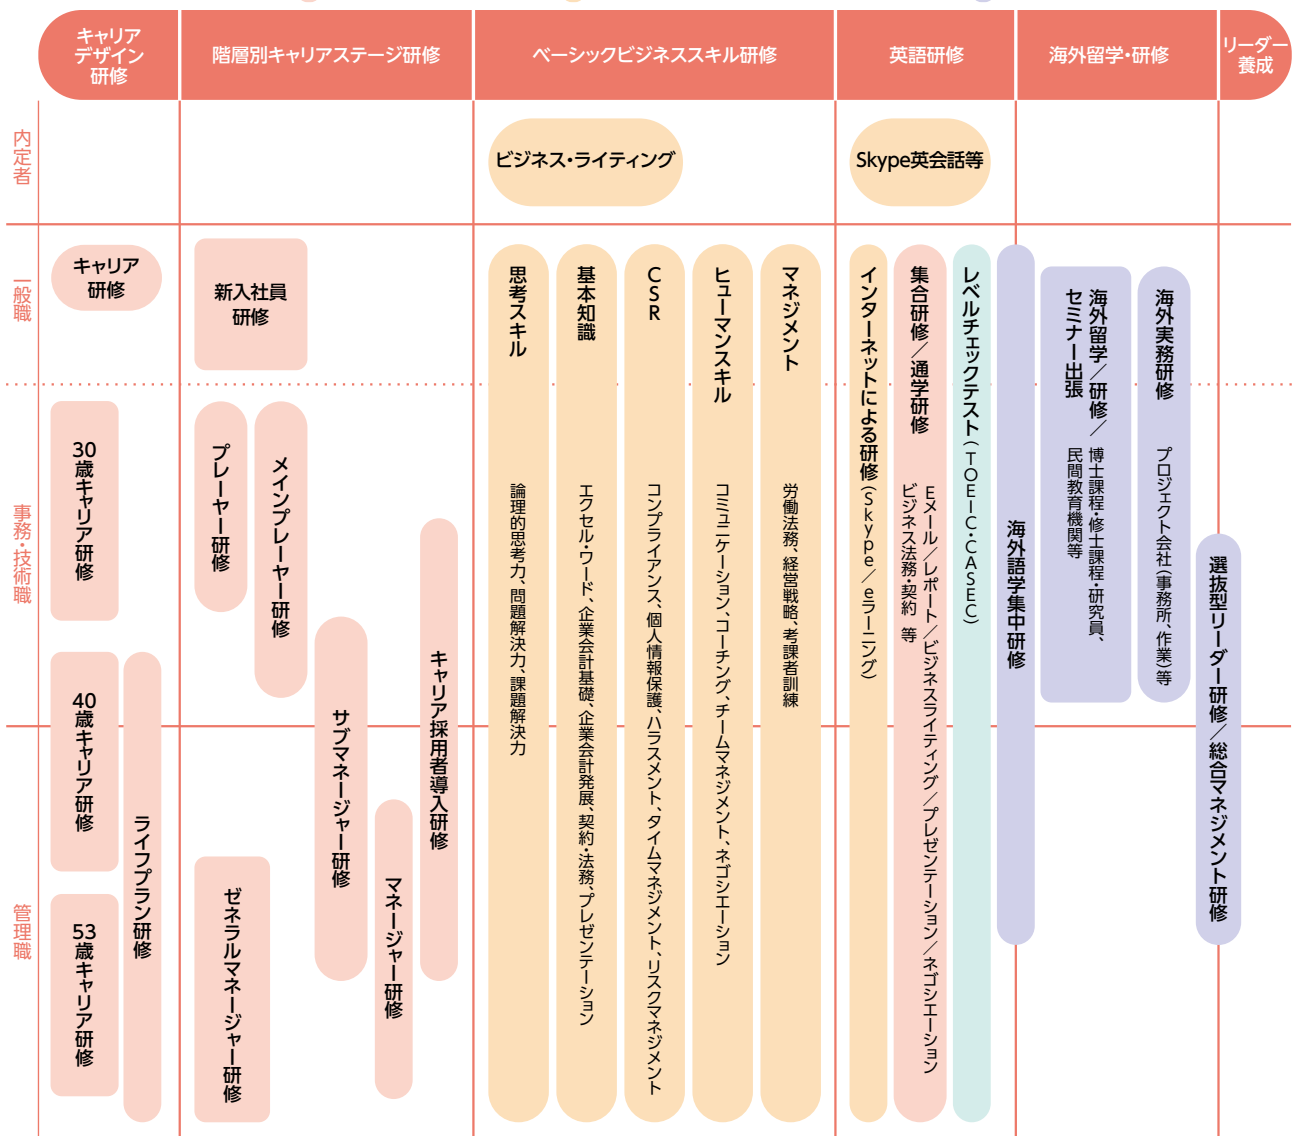 キャリア
デザイン
研修
階層別キャリアステージ研修
ベーシックビジネススキル研修
英語研修
海外留学・研修
リーダー
養成
内定者
ビジネス・ライティング
Skype英会話等
一般職
キャリア
研修
新入社員
研修
思考スキル
論理的思考力、問題解決力、課題解決力
基本知識
エクセル・ワード、企業会計基礎、企業会計発展、契約・法務、プレゼンテーション
CSR
コンプライアンス、個人情報保護、ハラスメント、タイムマネジメント、リスクマネジメント
ヒューマンスキル
コミュニケーション、コーチング、チームマネジメント、ネゴシエーション
マネジメント
労働法務、経営戦略、考課者訓練
インターネットによる研修(Skype/eラーニング)
集合研修/通学研修
Eメール/レポート/ビジネスライティング/プレゼンテーション/ネゴシエーション
ビジネス法務・契約 等
レベルチェックテスト(TOEIC・CASEC)
海外語学集中研修
海外留学/研修/
セミナー出張
博士課程・修士課程・研究員、
民間教育機関等
海外実務研修
プロジェクト会社(事務所、作業)等
選抜型リーダー研修/総合マネジメント研修
事務・技術職
30歳キャリア研修
プレーヤー研修
メインプレーヤー研修
サブマネージャー研修
キャリア採用者導入研修
40歳キャリア研修
ライフプラン研修
管理職
53歳キャリア研修
ゼネラルマネージャー研修
マネージャー研修